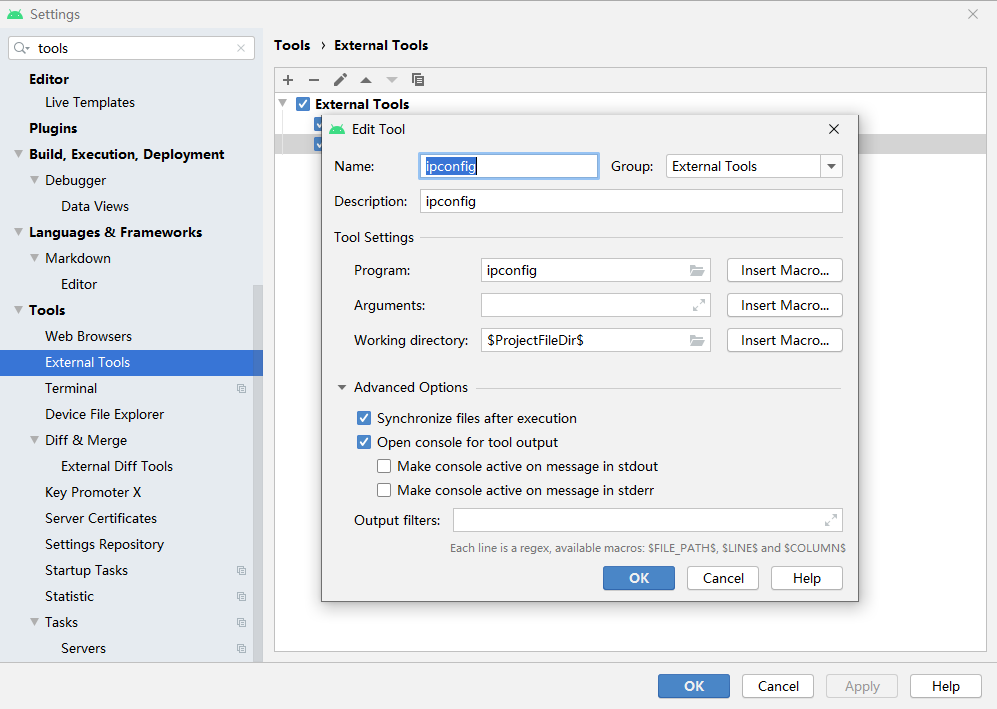 Settings
tools
Editor
Live Templates
Plugins
Build, Execution, Deployment
Debugger
Data Views
Languages & Frameworks
Markdown
Editor
Tools
Web Browsers
External Tools
Terminal
Device File Explorer
Diff & Merge
External Diff Tools
Key Promoter X
Server Certificates
Settings Repository
Startup Tasks
Statistic
Tasks
Servers
Tools › External Tools
External Tools
Edit Tool
Name: ipconfig Group: External Tools
Description: ipconfig
Tool Settings
Program: ipconfig Insert Macro...
Arguments: Insert Macro...
Working directory: $ProjectFileDir$ Insert Macro...
Advanced Options
Synchronize files after execution
Open console for tool output
Make console active on message in stdout
Make console active on message in stderr
Output filters:
Each line is a regex, available macros: $FILE_PATH$, $LINE$ and $COLUMN$
OK Cancel Help
OK Cancel Apply Help